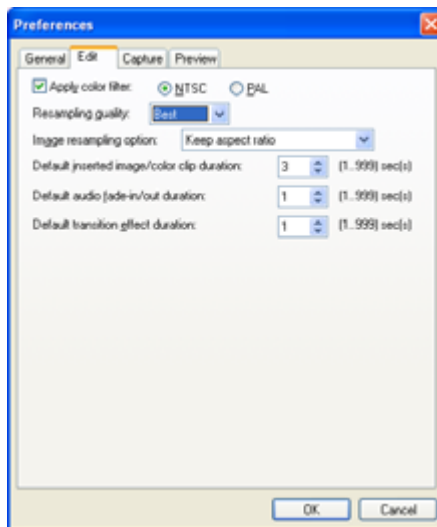 Preferences
General Edit Capture Preview
Apply color filter: NTSC PAL
Resampling quality: Best
Image resampling option: Keep aspect ratio
Default inserted image/color clip duration: 3 (1..999) sec(s)
Default audio fade-in/out duration: 1 (1..999) sec(s)
Default transition effect duration: 1 (1..999) sec(s)
OK Cancel